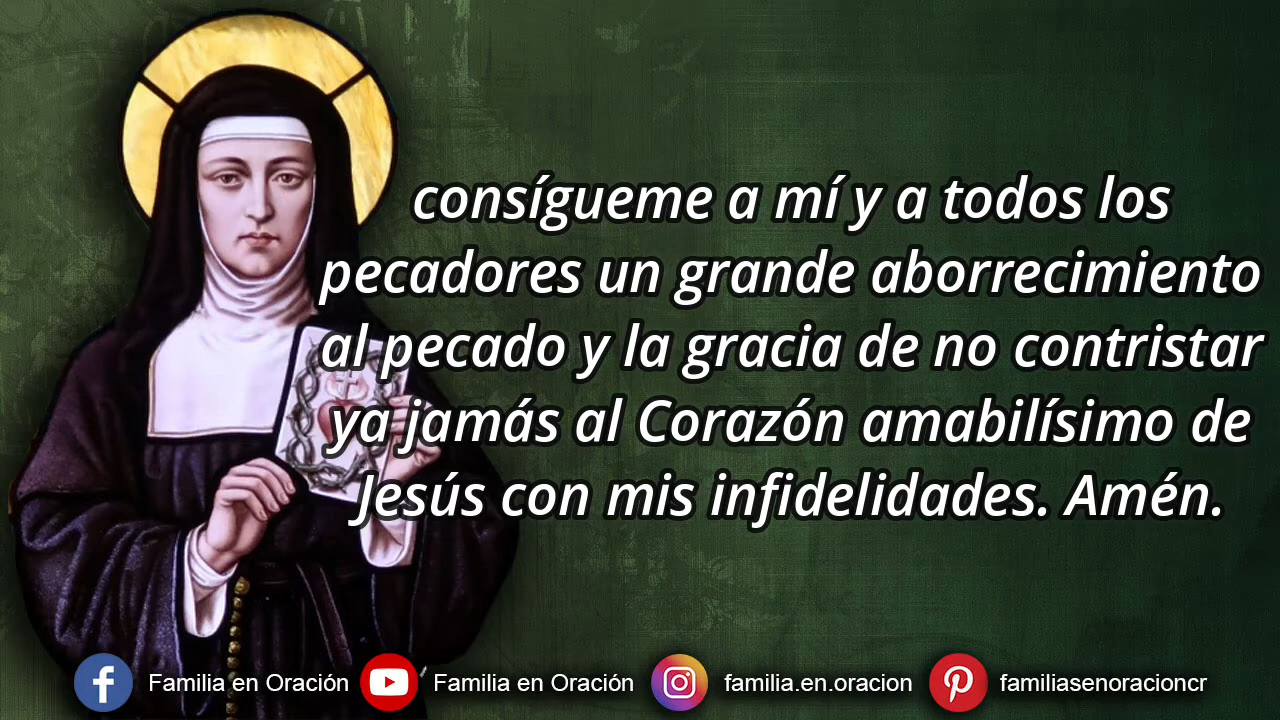 consígueme a mí y a todos los
pecadores un grande aborrecimiento
al pecado y la gracia de no contristar
ya jamás al Corazón amabilísimo de
Jesús con mis infidelidades. Amén.
Familia en Oración Familia en Oración familia.en.oracion familiasenoracioncr